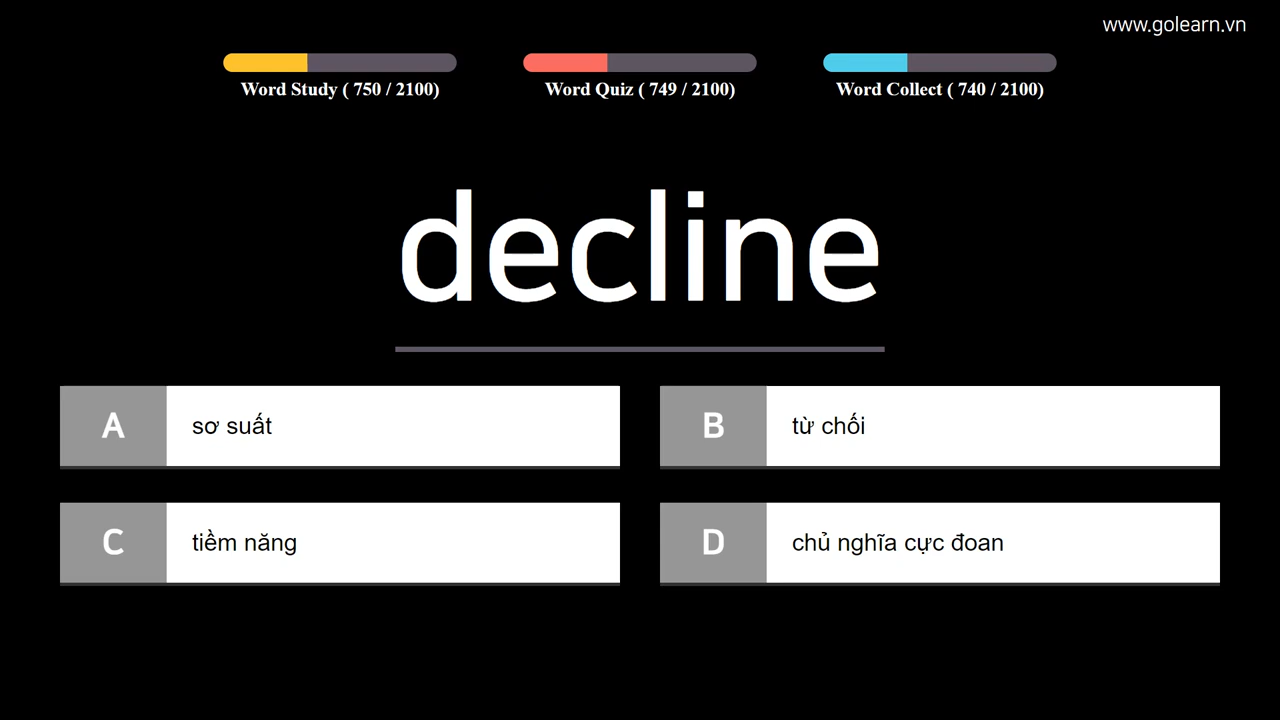 www.golearn.vn
Word Study ( 750 / 2100)
Word Quiz ( 749 / 2100)
Word Collect ( 740 / 2100)
decline
A sơ suất
B từ chối
C tiềm năng
D chủ nghĩa cực đoan